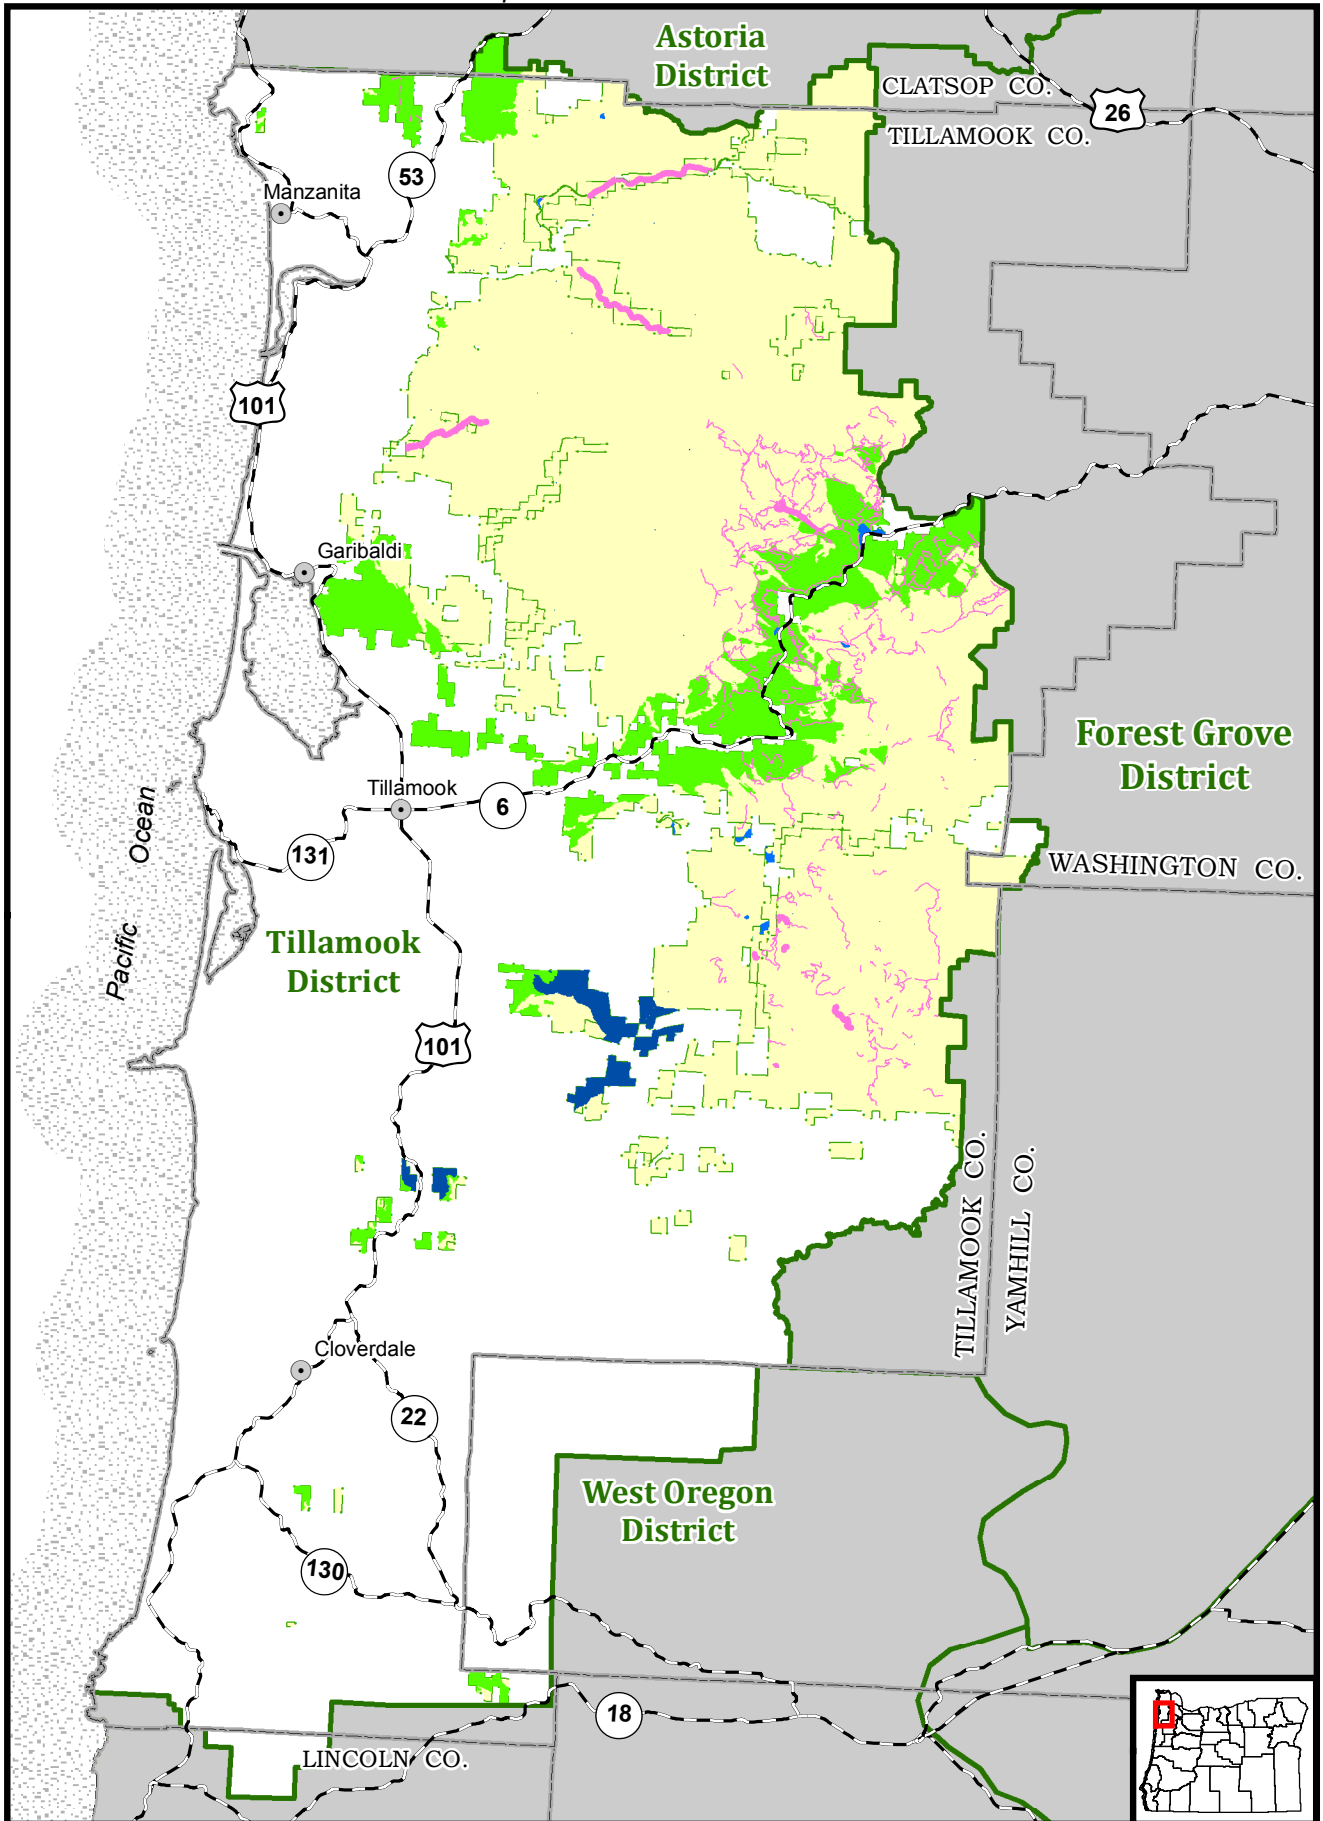 Astoria
District
CLATSOP CO.
26
TILLAMOOK CO.
53
Manzanita
101
Garibaldi
Forest Grove
District
Tillamook
6
Pacific Ocean
131
WASHINGTON CO.
Tillamook
District
101
TILLAMOOK CO.
YAMHILL CO.
Cloverdale
22
West Oregon
District
130
18
LINCOLN CO.